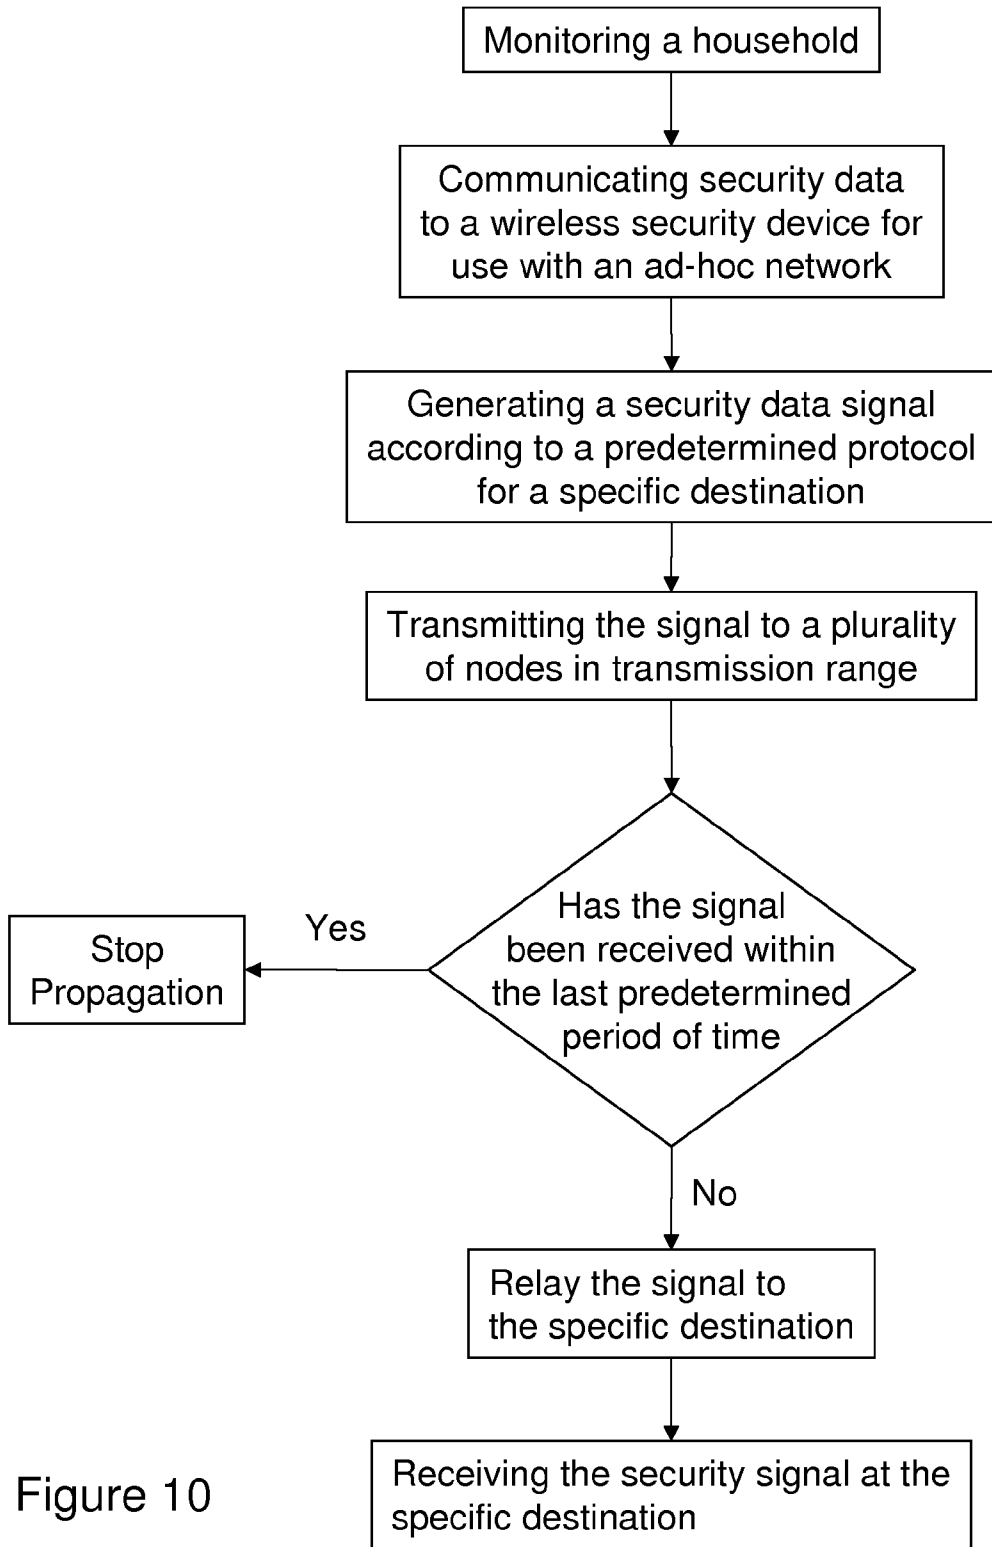 Monitoring a household
Communicating security data
to a wireless security device for
use with an ad-hoc network
Generating a security data signal
according to a predetermined protocol
for a specific destination
Transmitting the signal to a plurality
of nodes in transmission range
Has the signal
been received within
the last predetermined
period of time
Yes
Stop
Propagation
No
Relay the signal to
the specific destination
Receiving the security signal at the
specific destination
Figure 10